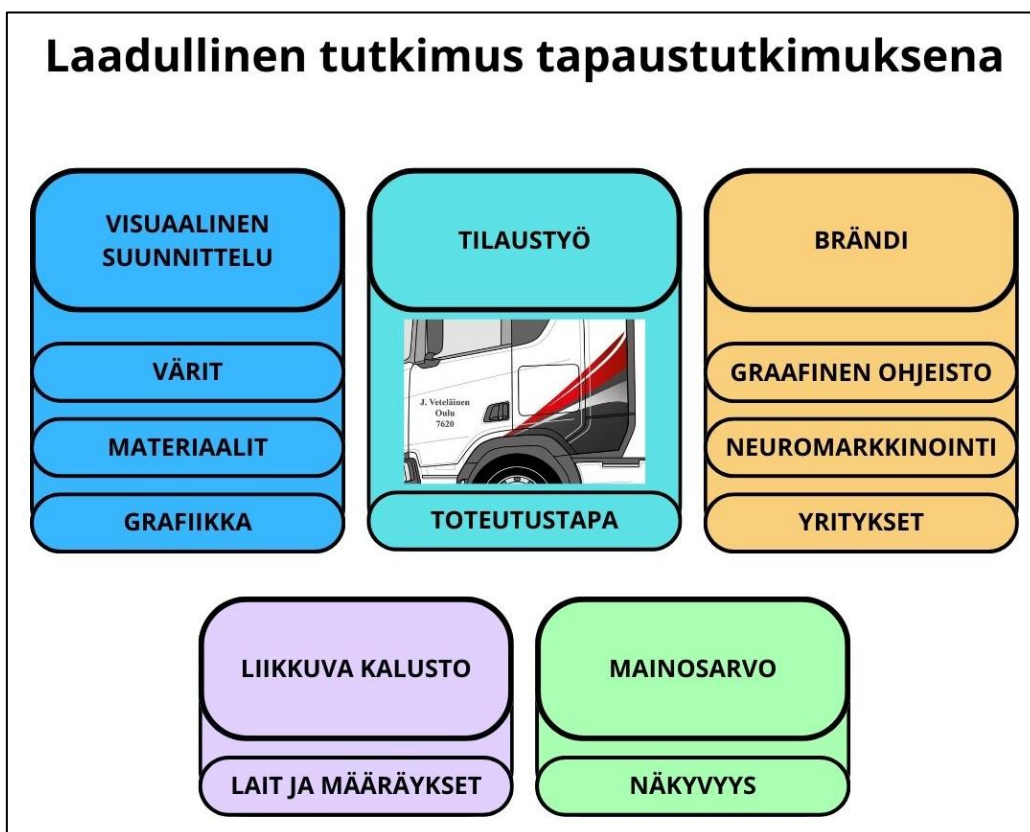 Laadullinen tutkimus tapaustutkimuksena
VISUAALINEN
SUUNNITTELU
VÄRIT
MATERIAALIT
GRAFIIKKA
TILAUSTYÖ
J. Veteläinen
Oulu
7620
TOTEUTUSTAPA
BRÄNDI
GRAAFINEN OHJEISTO
NEUROMARKKINOINTI
YRITYKSET
LIIKKUVA KALUSTO
LAIT JA MÄÄRÄYKSET
MAINOSARVO
NÄKYVYYS